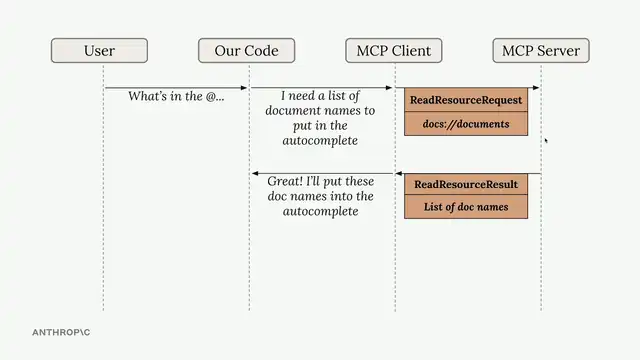 User
Our Code
MCP Client
MCP Server
What's in the @...
I need a list of
document names to
put in the
autocomplete
ReadResourceRequest
docs://documents
Great! I'll put these
doc names into the
autocomplete
ReadResourceResult
List of doc names
ANTHROP\C